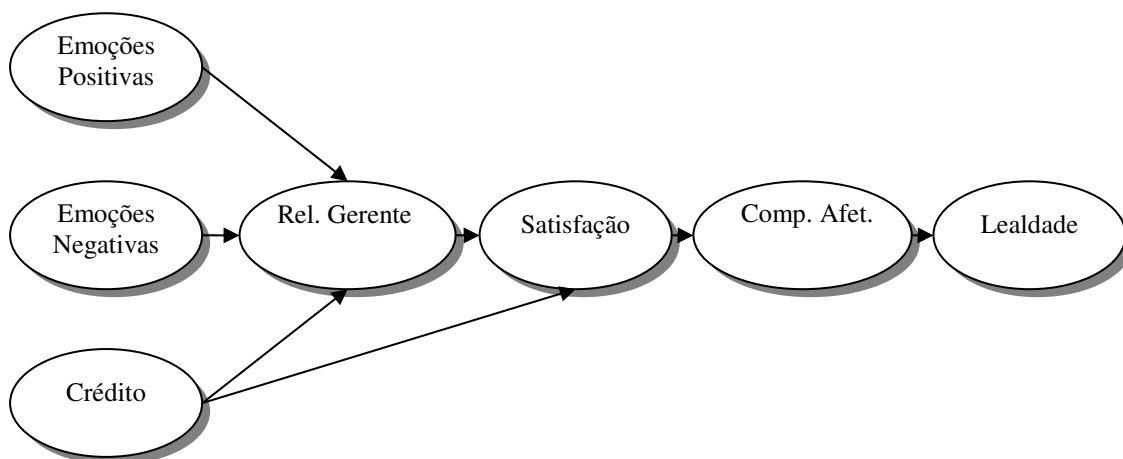 Emoções
Positivas
Emoções
Negativas
Rel. Gerente
Satisfação
Comp. Afet.
Lealdade
Crédito